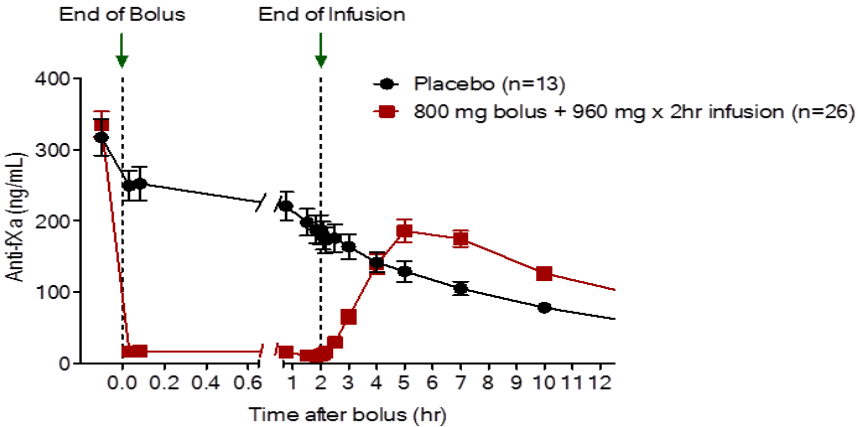 End of Bolus End of Infusion
Placebo (n=13)
800 mg bolus + 960 mg x 2hr infusion (n=26)
Anti-fXa (ng/mL)
400
300
200
100
0
0.0 0.2 0.4 0.6 1 2 3 4 5 6 7 8 9 10 11 12
Time after bolus (hr)